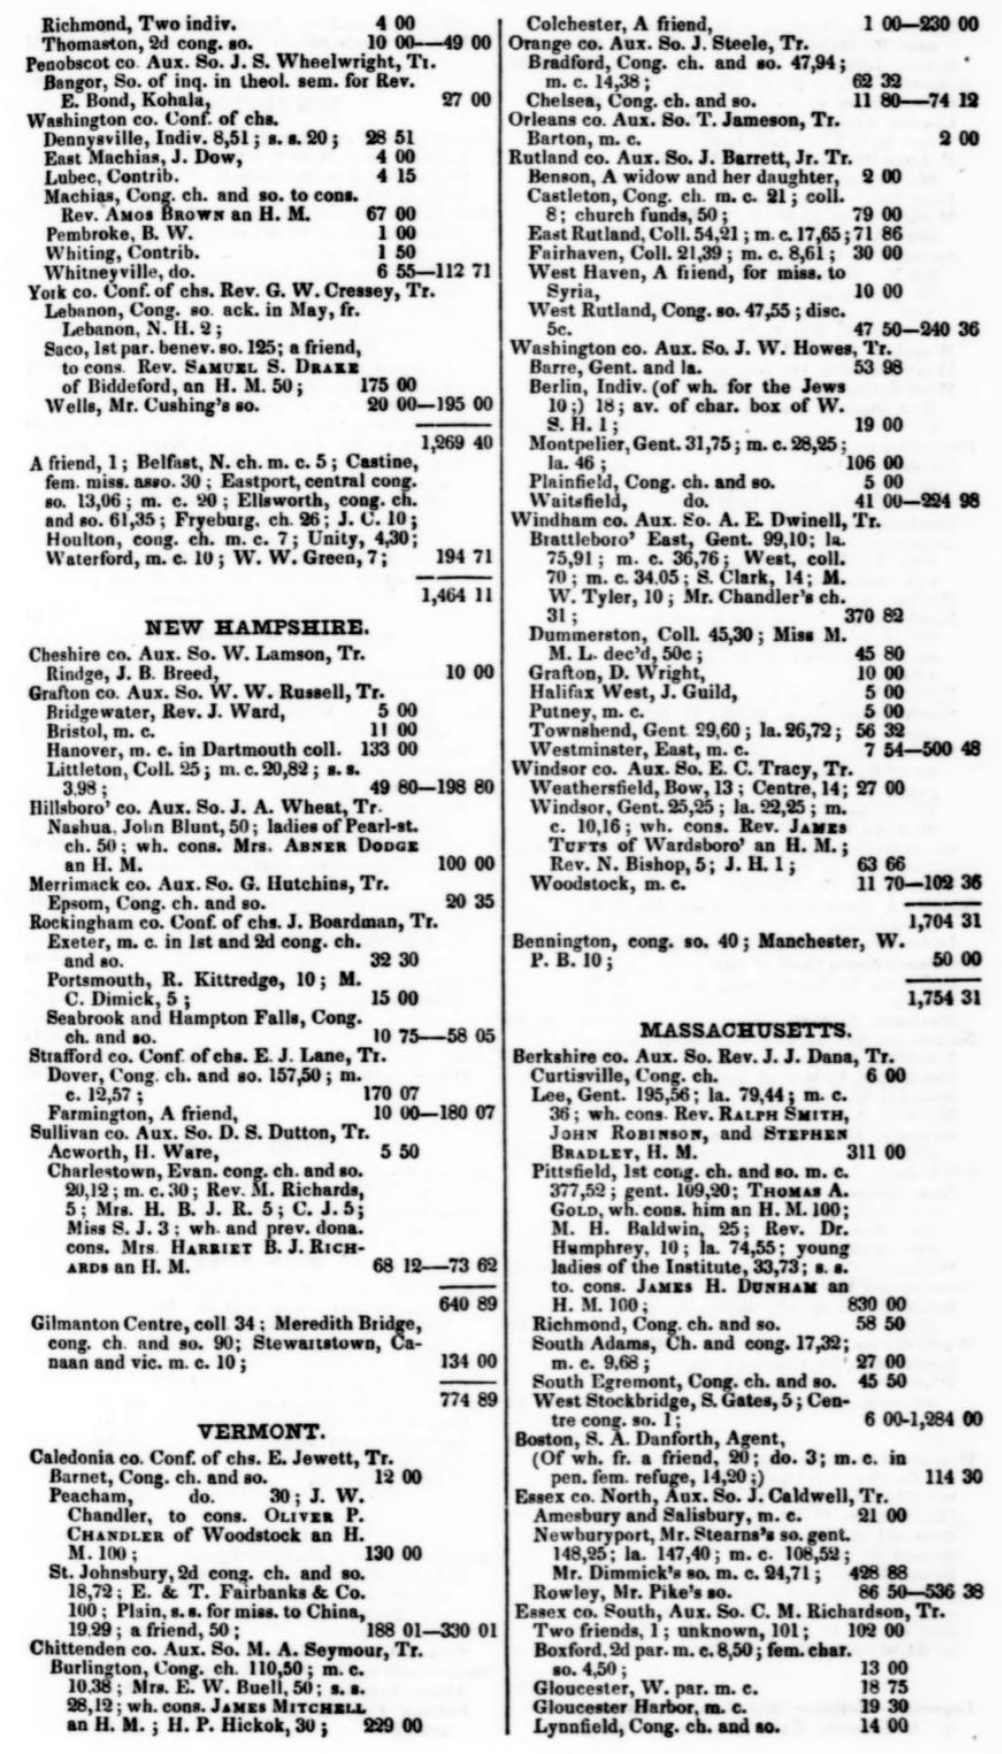 Richmond, Two indiv. 4 00
Thomaston, 2d cong. so. 10 00—49 00
Penobscot co. Aux. So. J. S. Wheelwright, Tr.
Bangor, So. of inq. in theol. sem. for Rev.
E. Bond, Kohala, 27 00
Washington co. Conf. of chs.
Dennysville, Indiv. 8,51; s. s. 20; 28 51
East Machias, J. Dow, 4 00
Lubec, Contrib. 4 15
Machias, Cong. ch. and so. to cons.
Rev. AMOS BROWN an H. M. 67 00
Pembroke, B. W. 1 00
Whiting, Contrib. 1 50
Whitneyville, do. 6 55—112 71
York co. Conf. of chs. Rev. G. W. Cressey, Tr.
Lebanon, Cong. so. ack. in May, fr.
Lebanon, N. H. 2;
Saco, 1st par. benev. so. 125; a friend,
to cons. Rev. SAMUEL S. DRAKE
of Biddeford, an H. M. 50; 175 00
Wells, Mr. Cushing's so. 20 00—195 00
1,269 40
A friend, 1; Belfast, N. ch. m. c. 5; Castine,
fem. miss. asso. 30; Eastport, central cong.
so. 13,06; m. c. 20; Ellsworth, cong. ch.
and so. 61,35; Fryeburg. ch. 26; J. C. 10;
Houlton, cong. ch. m. c. 7; Unity, 4,30;
Waterford, m. c. 10; W. W. Green, 7; 194 71
1,464 11
NEW HAMPSHIRE.
Cheshire co. Aux. So. W. Lamson, Tr.
Rindge, J. B. Breed, 10 00
Grafton co. Aux. So. W. W. Russell, Tr.
Bridgewater, Rev. J. Ward, 5 00
Bristol, m. c. 11 00
Hanover, m. c. in Dartmouth coll. 133 00
Littleton, Coll. 25; m. c. 20,82; s. s.
3,98; 49 80—198 80
Hillsboro' co. Aux. So. J. A. Wheat, Tr.
Nashua, John Blunt, 50; ladies of Pearl-st.
ch. 50; wh. cons. Mrs. ABNER DODGE
an H. M. 100 00
Merrimack co. Aux. So. G. Hutchins, Tr.
Epsom, Cong. ch. and so. 20 35
Rockingham co. Conf. of chs. J. Boardman, Tr.
Exeter, m. c. in 1st and 2d cong. ch.
and so. 32 30
Portsmouth, R. Kittredge, 10; M.
C. Dimick, 5; 15 00
Seabrook and Hampton Falls, Cong.
ch. and so. 10 75—58 05
Strafford co. Conf. of chs. E. J. Lane, Tr.
Dover, Cong. ch. and so. 157,50; m.
c. 12,57; 170 07
Farmington, A friend, 10 00—180 07
Sullivan co. Aux. So. D. S. Dutton, Tr.
Acworth, H. Ware, 5 50
Charlestown, Evan. cong. ch. and so.
20,12; m. c. 30; Rev. M. Richards,
5; Mrs. H. B. J. R. 5; C. J. 5;
Miss S. J. 3; wh. and prev. dona.
cons. Mrs. HARRIET B. J. RICH-
ARDS an H. M. 68 12—73 62
640 89
Gilmanton Centre, coll. 34; Meredith Bridge,
cong. ch. and so. 90; Stewartstown, Ca-
naan and vic. m. c. 10; 134 00
774 89
VERMONT.
Caledonia co. Conf. of chs. E. Jewett, Tr.
Barnet, Cong. ch. and so. 12 00
Peacham, do. 30; J. W.
Chandler, to cons. OLIVER P.
CHANDLER of Woodstock an H.
M. 100; 130 00
St. Johnsbury, 2d cong. ch. and so.
18,72; E. & T. Fairbanks & Co.
100; Plain, s. s. for miss. to China,
19,29; a friend, 50; 188 01—330 01
Chittenden co. Aux. So. M. A. Seymour, Tr.
Burlington, Cong. ch. 110,50; m. c.
10,38; Mrs. E. W. Buell, 50; s. s.
28,12; wh. cons. JAMES MITCHELL
an H. M.; H. P. Hickok, 30; 229 00
Colchester, A friend, 1 00—230 00
Orange co. Aux. So. J. Steele, Tr.
Bradford, Cong. ch. and so. 47,94;
m. c. 14,38; 62 32
Chelsea, Cong. ch. and so. 11 80—74 12
Orleans co. Aux. So. T. Jameson, Tr.
Barton, m. c. 2 00
Rutland co. Aux. So. J. Barrett, Jr. Tr.
Benson, A widow and her daughter, 2 00
Castleton, Cong. ch. m. c. 21; coll.
8; church funds, 50; 79 00
East Rutland, Coll. 54,21; m. c. 17,65; 71 86
Fairhaven, Coll. 21,39; m. c. 8,61; 30 00
West Haven, A friend, for miss. to
Syria, 10 00
West Rutland, Cong. so. 47,55; disc.
5c. 47 50—240 36
Washington co. Aux. So. J. W. Howes, Tr.
Barre, Gent. and la. 53 98
Berlin, Indiv. (of wh. for the Jews
10;) 18; av. of char. box of W.
S. H. 1; 19 00
Montpelier, Gent. 31,75; m. c. 28,25;
la. 46; 106 00
Plainfield, Cong. ch. and so. 5 00
Waitsfield, do. 41 00—224 98
Windham co. Aux. So. A. E. Dwinell, Tr.
Brattleboro' East, Gent. 99,10; la.
75,91; m. c. 36,76; West, coll.
70; m. c. 34.05; S. Clark, 14; M.
W. Tyler, 10; Mr. Chandler's ch.
31; 370 82
Dummerston, Coll. 45,30; Miss M.
M. L. dec'd, 50c; 45 80
Grafton, D. Wright, 10 00
Halifax West, J. Guild, 5 00
Putney, m. c. 5 00
Townshend, Gent. 29,60; la. 26,72; 56 32
Westminster, East, m. c. 7 54—500 48
Windsor co. Aux. So. E. C. Tracy, Tr.
Weathersfield, Bow, 13; Centre, 14; 27 00
Windsor, Gent. 25,25; la. 22,25; m.
c. 10,16; wh. cons. Rev. JAMES
TUFTS of Wardsboro' an H. M.;
Rev. N. Bishop, 5; J. H. 1; 63 66
Woodstock, m. c. 11 70—102 36
1,704 31
Bennington, cong. so. 40; Manchester, W.
P. B. 10; 50 00
1,754 31
MASSACHUSETTS.
Berkshire co. Aux. So. Rev. J. J. Dana, Tr.
Curtisville, Cong. ch. 6 00
Lee, Gent. 195,56; la. 79,44; m. c.
36; wh. cons. Rev. RALPH SMITH,
JOHN ROBINSON, and STEPHEN
BRADLEY, H. M. 311 00
Pittsfield, 1st cong. ch. and so. m. c.
377,52; gent. 109,20; THOMAS A.
GOLD, wh. cons. him an H. M. 100;
M. H. Baldwin, 25; Rev. Dr.
Humphrey, 10; la. 74,55; young
ladies of the Institute, 33,73; s. s.
to. cons. JAMES H. DUNHAM an
H. M. 100; 830 00
Richmond, Cong. ch. and so. 58 50
South Adams, Ch. and cong. 17,32;
m. c. 9,68; 27 00
South Egremont, Cong. ch. and so. 45 50
West Stockbridge, S. Gates, 5; Cen-
tre cong. so. 1; 6 00-1,284 00
Boston, S. A. Danforth, Agent,
(Of wh. fr. a friend, 20; do. 3; m. c. in
pen. fem. refuge, 14,20;) 114 30
Essex co. North, Aux. So. J. Caldwell, Tr.
Amesbury and Salisbury, m. c. 21 00
Newburyport, Mr. Stearns's so. gent.
148,25; la. 147,40; m. c. 108,52;
Mr. Dimmick's so. m. c. 24,71; 428 88
Rowley, Mr. Pike's so. 86 50—536 38
Essex co. South, Aux. So. C. M. Richardson, Tr.
Two friends, 1; unknown, 101; 102 00
Boxford, 2d par. m. c. 8,50; fem. char.
so. 4,50; 13 00
Gloucester, W. par. m. c. 18 75
Gloucester Harbor, m. c. 19 30
Lynnfield, Cong. ch. and so. 14 00